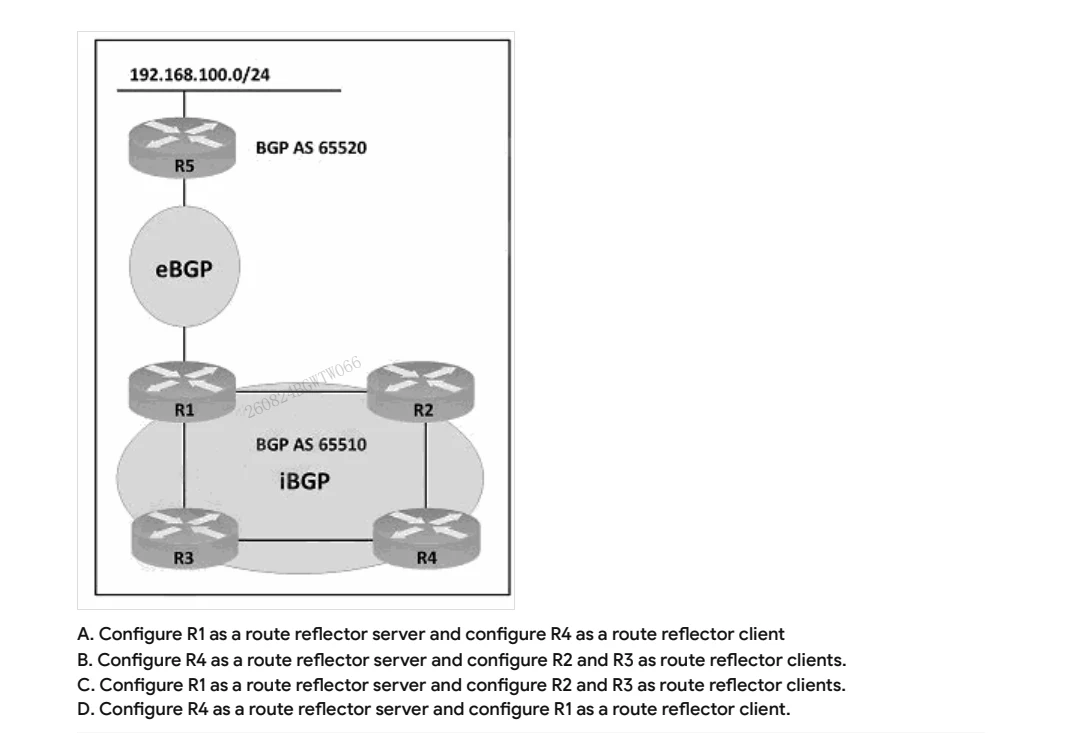 192.168.100.0/24
R5
BGP AS 65520
eBGP
R1
R2
BGP AS 65510
iBGP
R3
R4
A. Configure R1 as a route reflector server and configure R4 as a route reflector client
B. Configure R4 as a route reflector server and configure R2 and R3 as route reflector clients.
C. Configure R1 as a route reflector server and configure R2 and R3 as route reflector clients.
D. Configure R4 as a route reflector server and configure R1 as a route reflector client.